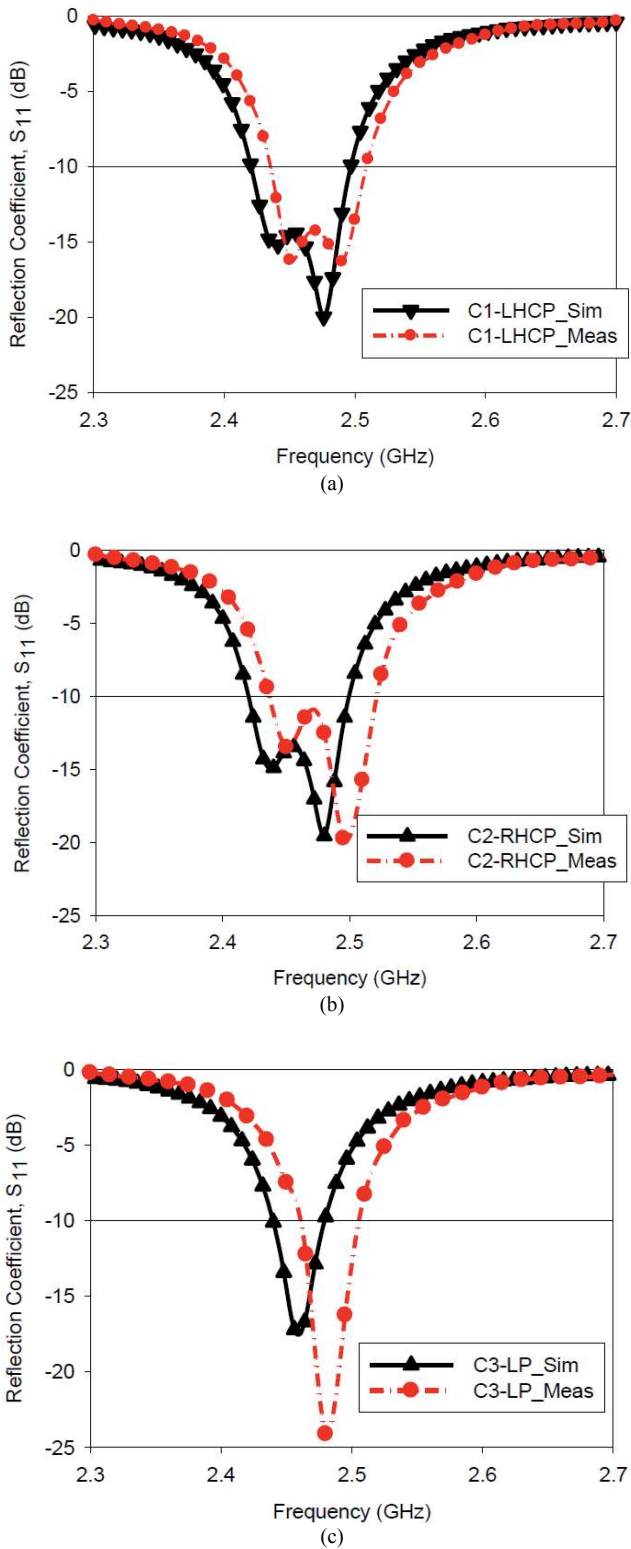 0
-5
-10
-15
-20
-25
Reflection Coefficient, S11 (dB)
C1-LHCP_Sim
C1-LHCP_Meas
2.3 2.4 2.5 2.6 2.7
Frequency (GHz)
(a)
0
-5
-10
-15
-20
-25
Reflection Coefficient, S11 (dB)
C2-RHCP_Sim
C2-RHCP_Meas
2.3 2.4 2.5 2.6 2.7
Frequency (GHz)
(b)
0
-5
-10
-15
-20
-25
Reflection Coefficient, S11 (dB)
C3-LP_Sim
C3-LP_Meas
2.3 2.4 2.5 2.6 2.7
Frequency (GHz)
(c)